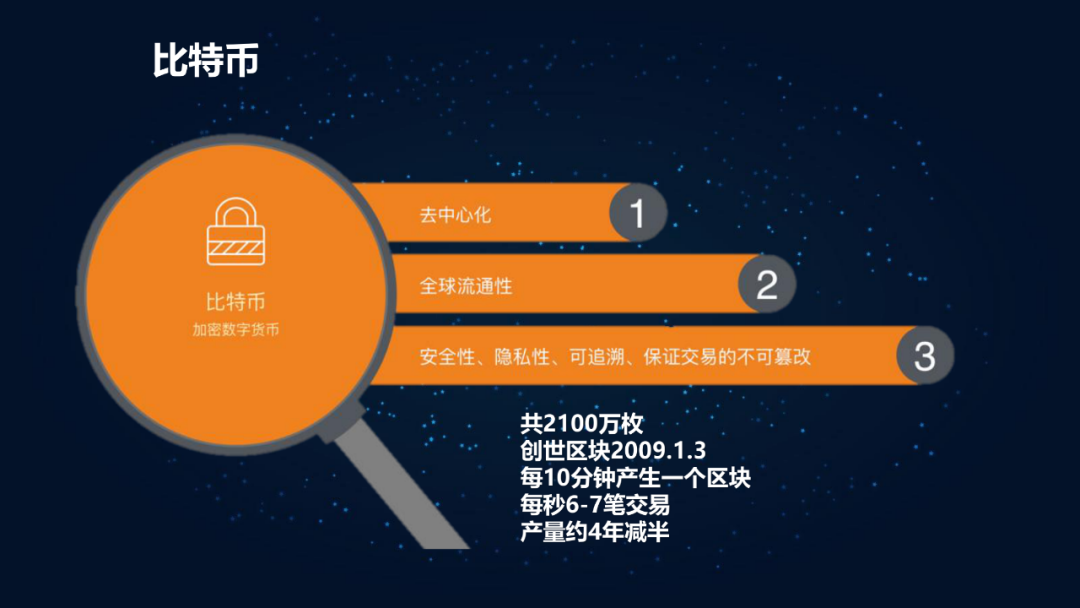 比特币
比特币
加密数字货币
去中心化
1
全球流通性
2
安全性、隐私性、可追溯、保证交易的不可篡改
3
共2100万枚
创世区块2009.1.3
每10分钟产生一个区块
每秒6-7笔交易
产量约4年减半